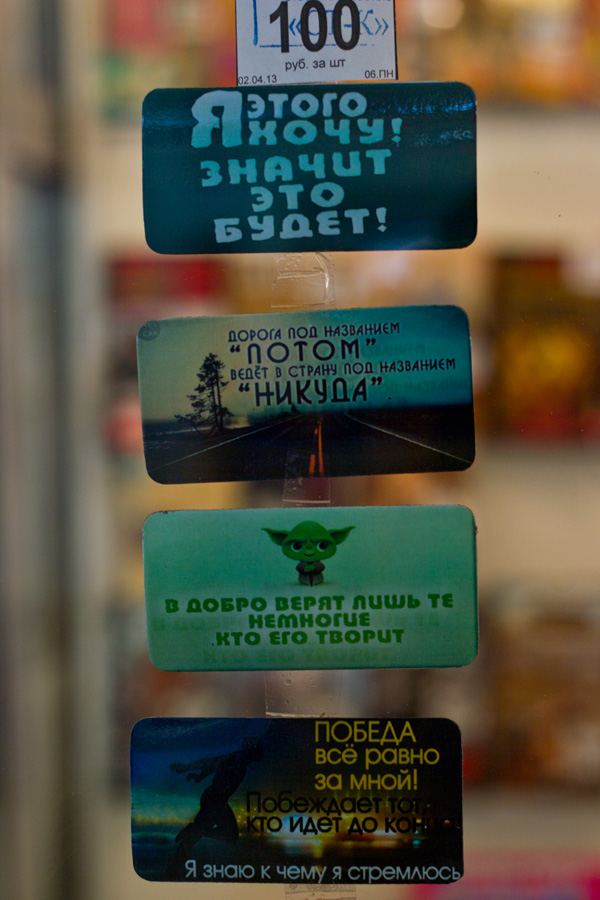 100
руб. за шт
02.04.13 06.ПН
Я ЭТОГО
ХОЧУ!
ЗНАЧИТ
ЭТО
БУДЕТ!
ДОРОГА ПОД НАЗВАНИЕМ
“ПОТОМ”
ВЕДЁТ В СТРАНУ ПОД НАЗВАНИЕМ
“НИКУДА”
В ДОБРО ВЕРЯТ ЛИШЬ ТЕ
НЕМНОГИЕ
КТО ЕГО ТВОРИТ
ПОБЕДА
всё равно
за мной!
Побеждает тот,
кто идет до конца
Я знаю к чему я стремлюсь